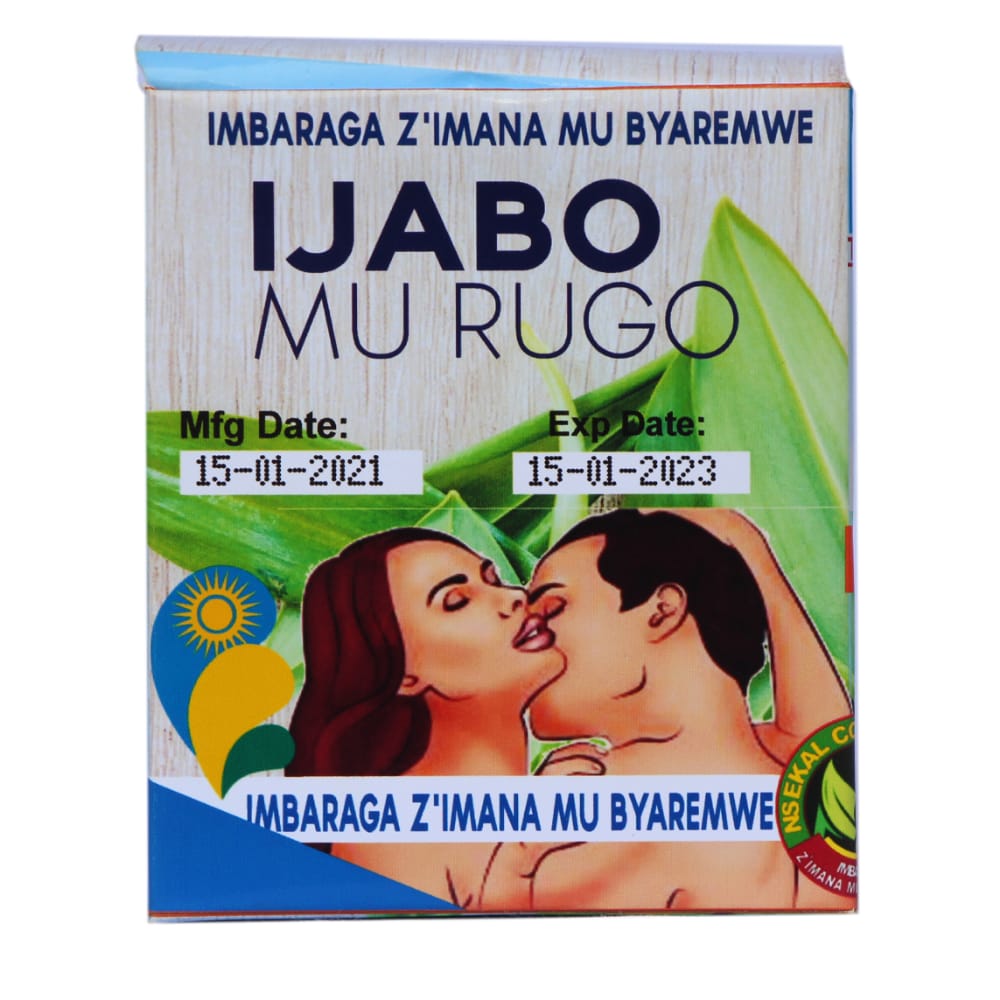 IMBARAGA Z'IMANA MU BYAREMWE
IJABO
MU RUGO
Mfg Date:
Exp Date:
15-01-2021
15-01-2023
IMBARAGA Z'IMANA MU BYAREMWE
NSEKAL
Z'IMANA